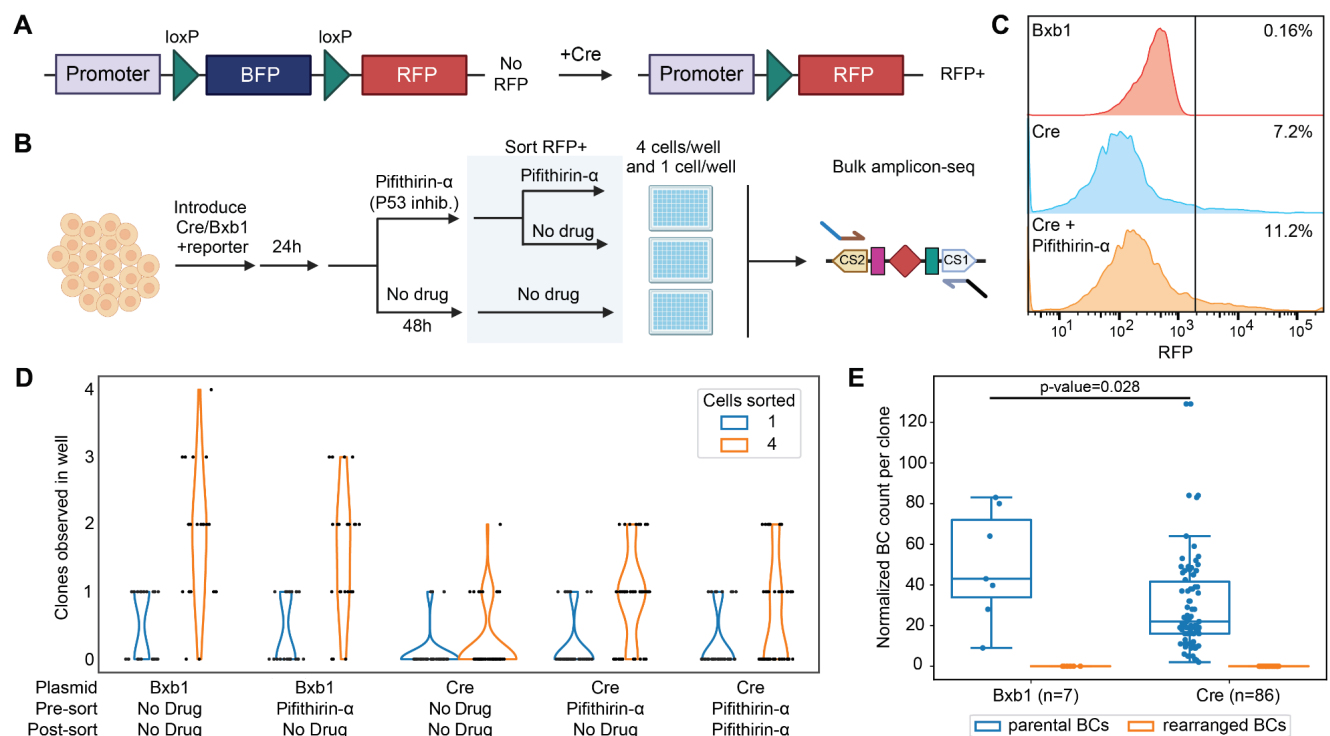 A
loxP loxP
Promoter BFP RFP No RFP +Cre Promoter RFP RFP+
B
Sort RFP+
4 cells/well
and 1 cell/well
Bulk amplicon-seq
Introduce
Cre/Bxb1
+reporter
24h
Pifithirin-α
(P53 inhib.)
Pifithirin-α
No drug
No drug
48h
No drug
CS2 CS1
C
Bxb1 0.16%
Cre 7.2%
Cre +
Pifithirin-α
11.2%
10¹ 10² 10³ 10⁴ 10⁵
RFP
D
Clones observed in well
4
3
2
1
0
Cells sorted
1
4
Plasmid Bxb1 Bxb1 Cre Cre Cre
Pre-sort No Drug Pifithirin-α No Drug Pifithirin-α Pifithirin-α
Post-sort No Drug No Drug No Drug No Drug Pifithirin-α
E
Normalized BC count per clone
p-value=0.028
120
100
80
60
40
20
0
Bxb1 (n=7) Cre (n=86)
parental BCs rearranged BCs